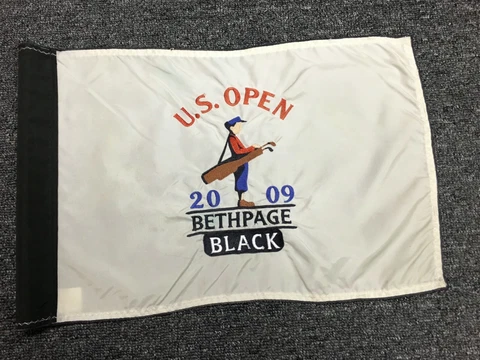 U.S. OPEN
20 09
BETHPAGE
BLACK